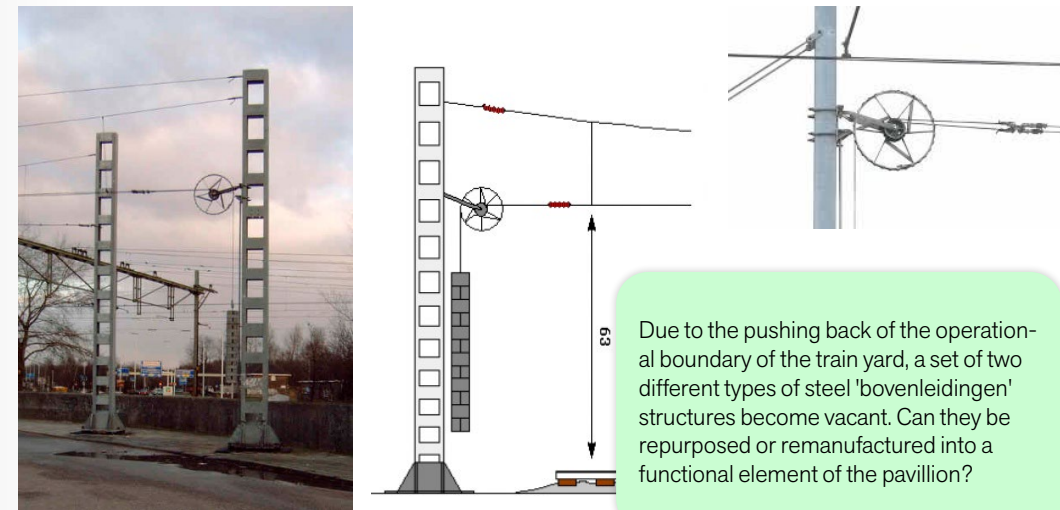 63
Due to the pushing back of the operation-
al boundary of the train yard, a set of two
different types of steel 'bovenleidingen'
structures become vacant. Can they be
repurposed or remanufactured into a
functional element of the pavillion?